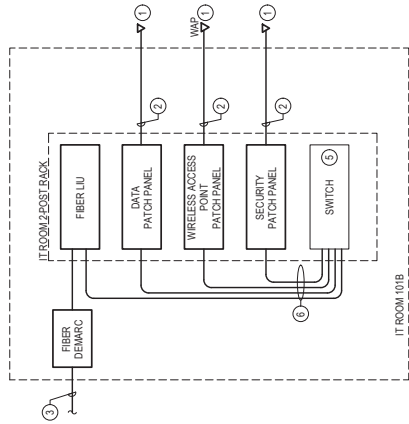 IT ROOM 2-POST RACK
FIBER LIU
DATA
PATCH PANEL
WIRELESS ACCESS
POINT
PATCH PANEL
SECURITY
PATCH PANEL
SWITCH
5
FIBER
DEMARC
3
6
2
2
2
1
WAP
1
1
IT ROOM 101B